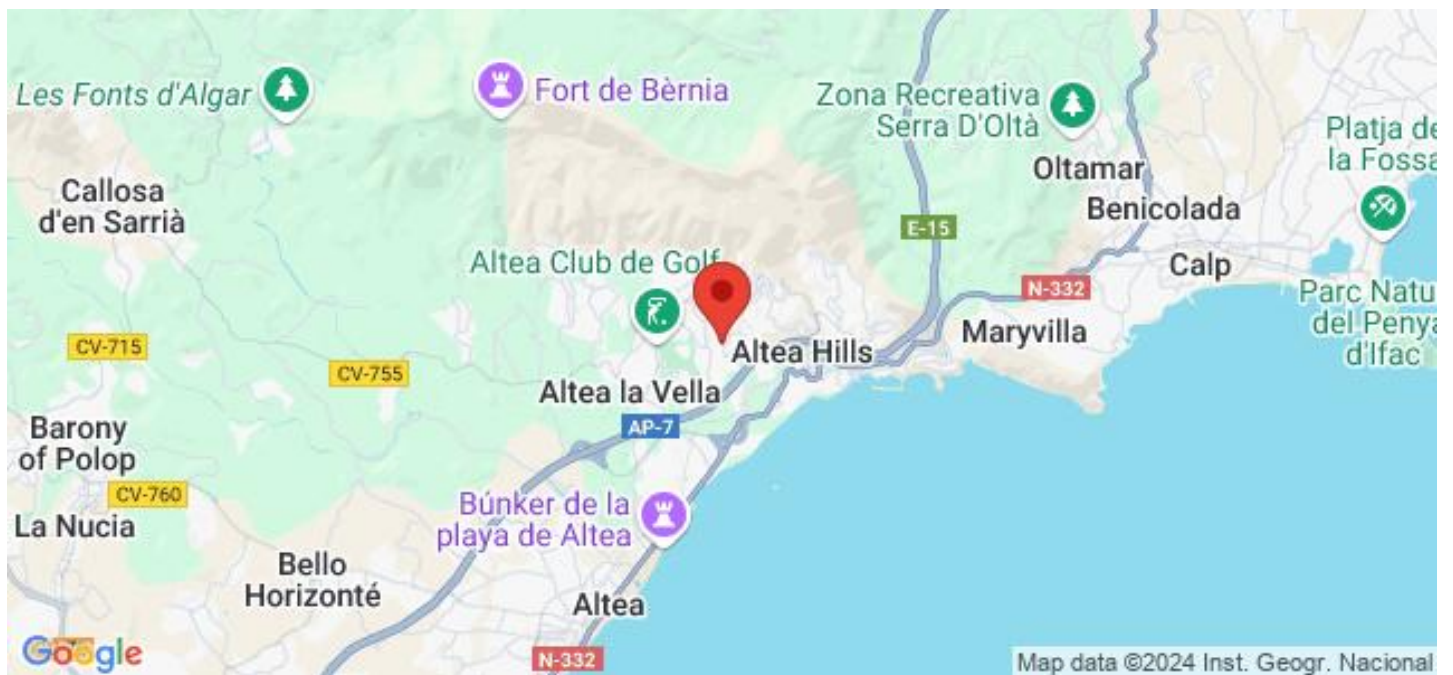 Les Fonts d'Algar
Fort de Bèrnia
Zona Recreativa
Serra D'Oltà
Platja de
la Fossa
Oltamar
Callosa
d'en Sarrià
Benicolada
E-15
Altea Club de Golf
Calp
N-332
Parc Natu
del Penya
d'Ifac
Maryvilla
CV-715
Altea Hills
CV-755
Altea la Vella
AP-7
Barony
of Polop
CV-760
La Nucia
Búnker de la
playa de Altea
Bello
Horizonté
Altea
Google
N-332
Map data ©2024 Inst. Geogr. Nacional